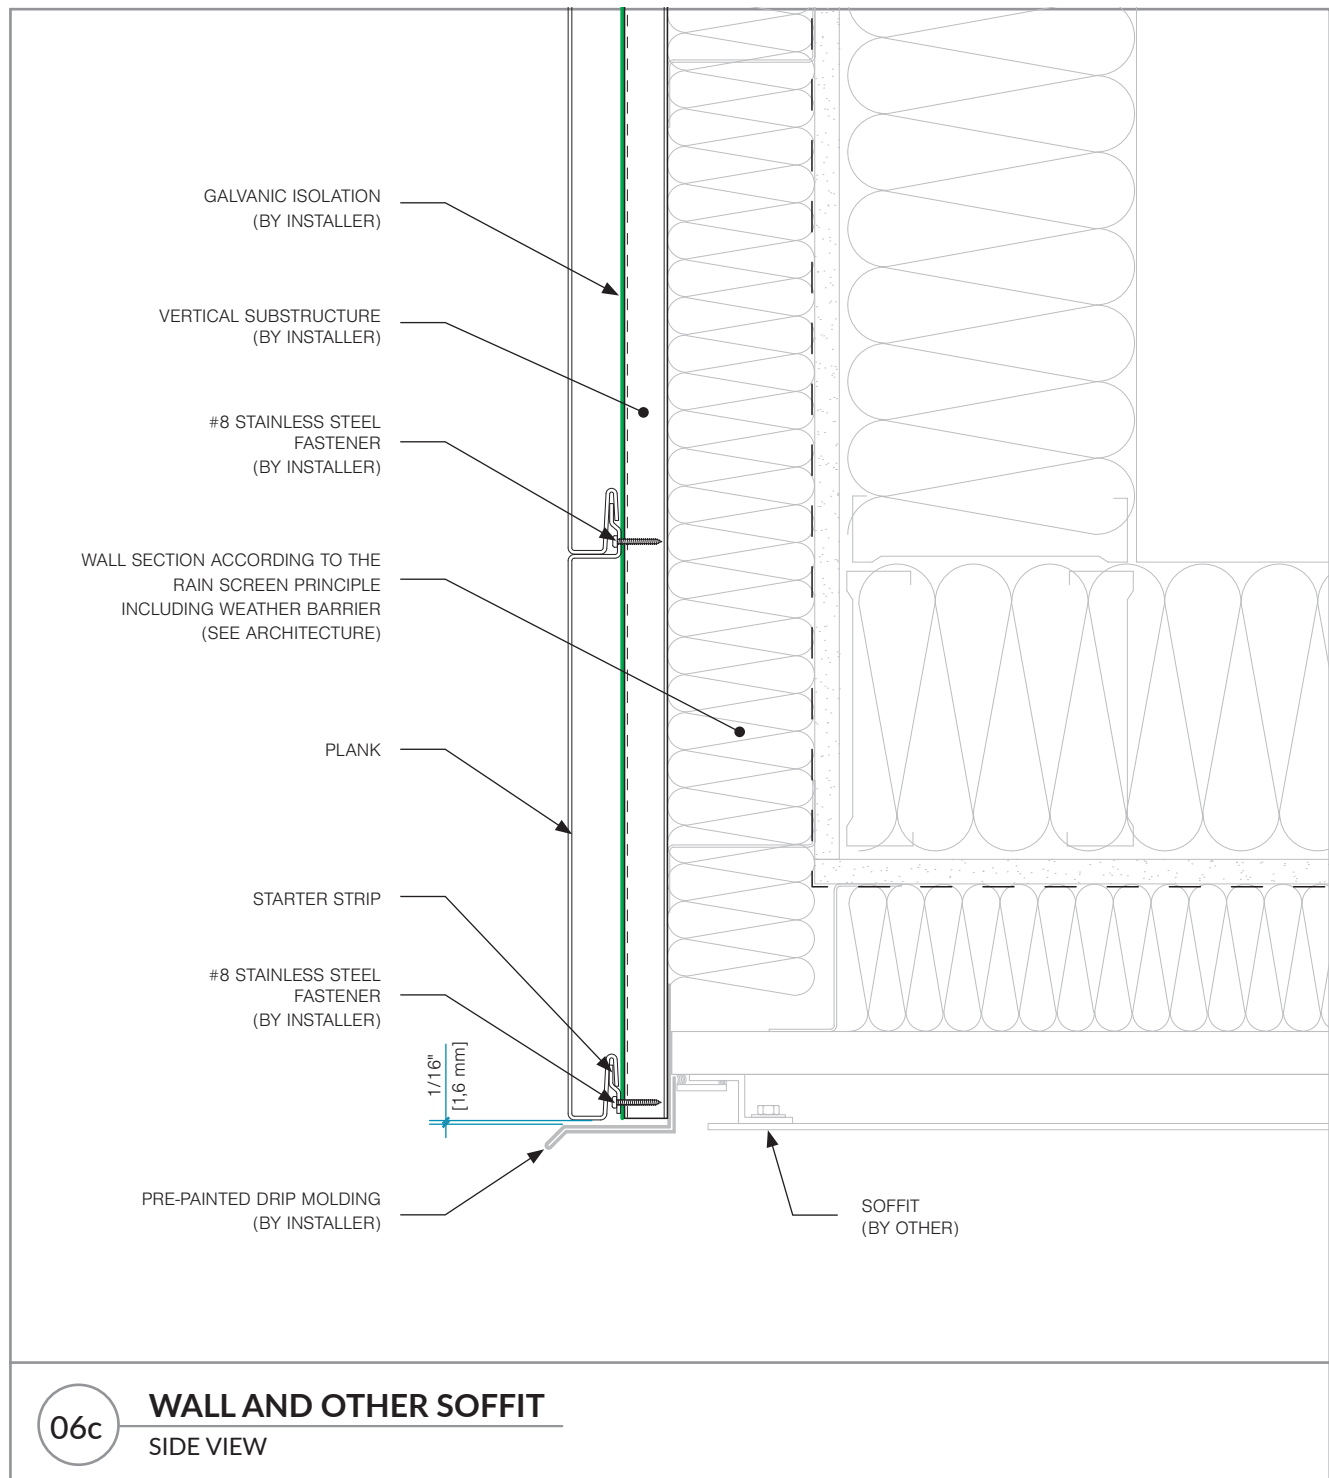 GALVANIC ISOLATION
(BY INSTALLER)
VERTICAL SUBSTRUCTURE
(BY INSTALLER)
#8 STAINLESS STEEL
FASTENER
(BY INSTALLER)
WALL SECTION ACCORDING TO THE
RAIN SCREEN PRINCIPLE
INCLUDING WEATHER BARRIER
(SEE ARCHITECTURE)
PLANK
STARTER STRIP
#8 STAINLESS STEEL
FASTENER
(BY INSTALLER)
1/16"
[1,6 mm]
PRE-PAINTED DRIP MOLDING
(BY INSTALLER)
SOFFIT
(BY OTHER)
06c
WALL AND OTHER SOFFIT
SIDE VIEW